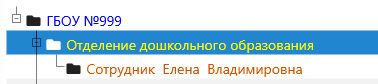 ГБОУ №999
Отделение дошкольного образования
Сотрудник Елена Владимировна